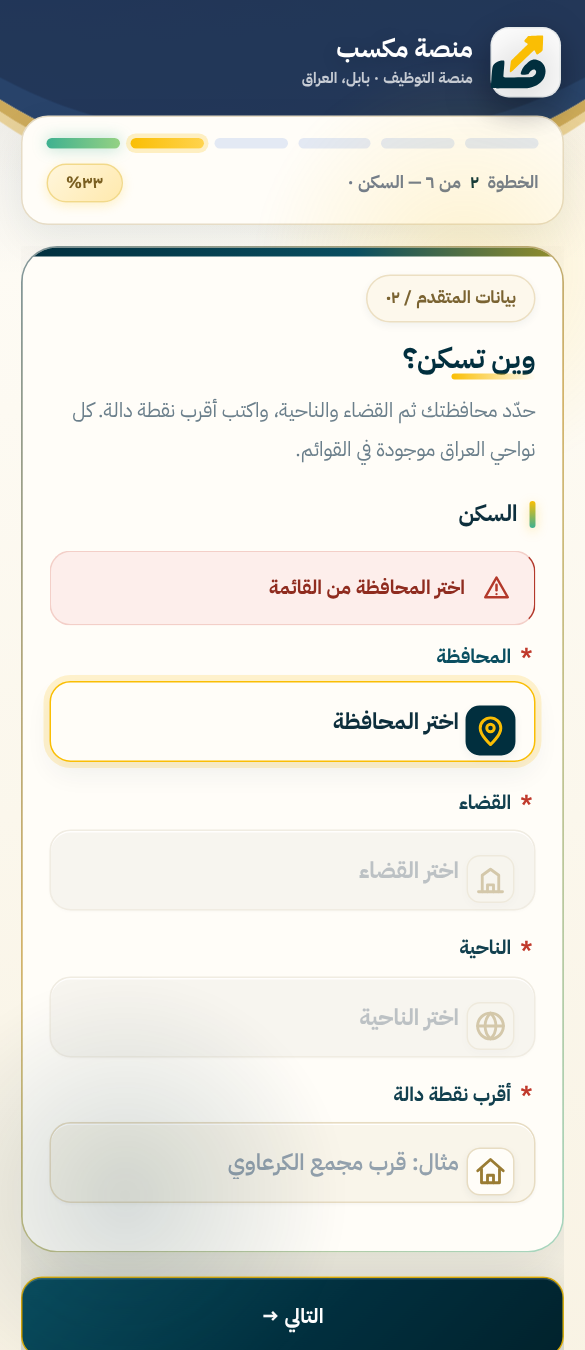 منصة مكسب
منصة التوظيف · بابل، العراق
الخطوة ٢ من ٦ — السكن ·
٣٣%
بيانات المتقدم / ٠٢
وين تسكن؟
حدّد محافظتك ثم القضاء والناحية، واكتب أقرب نقطة دالة. كل
نواحي العراق موجودة في القوائم.
السكن
اختر المحافظة من القائمة
* المحافظة
اختر المحافظة
* القضاء
اختر القضاء
* الناحية
اختر الناحية
* أقرب نقطة دالة
مثال: قرب مجمع الكرعاوي
التالي →